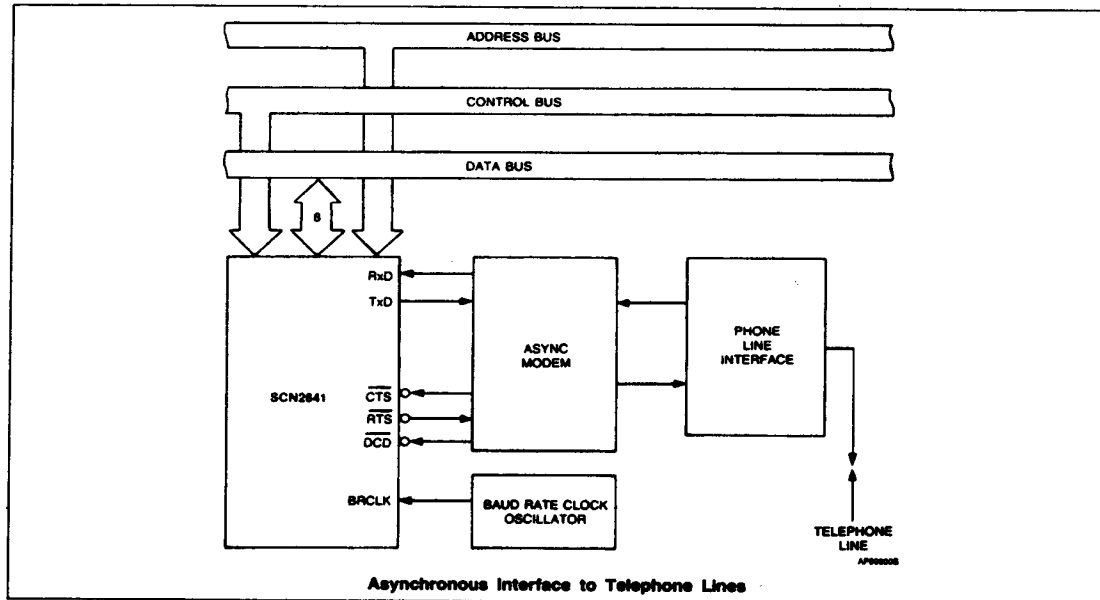 ADDRESS BUS
CONTROL BUS
DATA BUS
8
RxD
TxD
CTS
RTS
DCD
BRCLK
SCN2641
ASYNC
MODEM
PHONE
LINE
INTERFACE
BAUD RATE CLOCK
OSCILLATOR
TELEPHONE
LINE
Asynchronous Interface to Telephone Lines